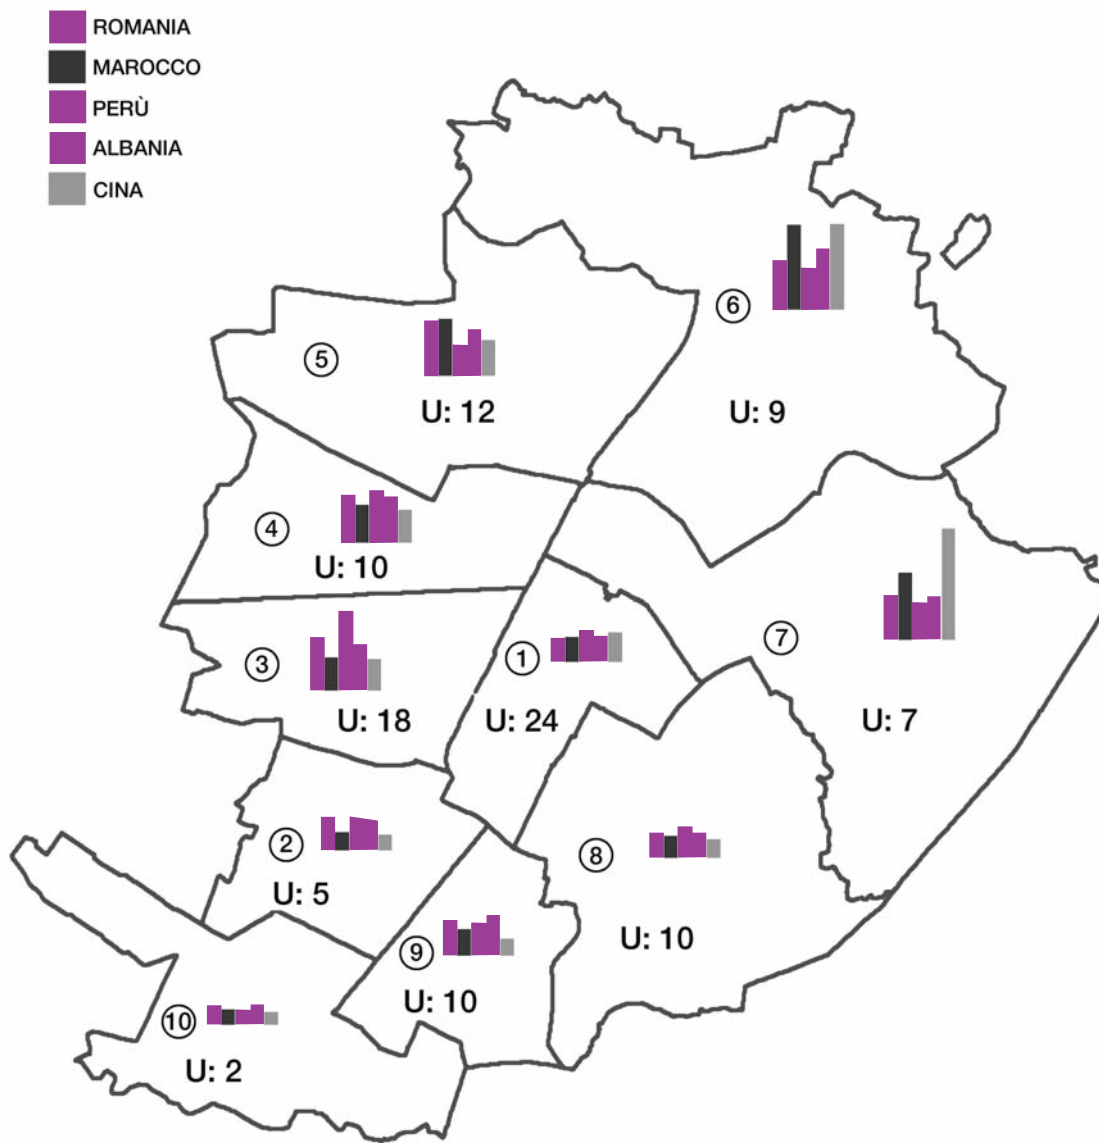 ROMANIA
MAROCCO
PERÙ
ALBANIA
CINA
6
U: 9
5
U: 12
4
U: 10
7
U: 7
3
U: 18
1
U: 24
2
U: 5
8
U: 10
9
U: 10
10
U: 2